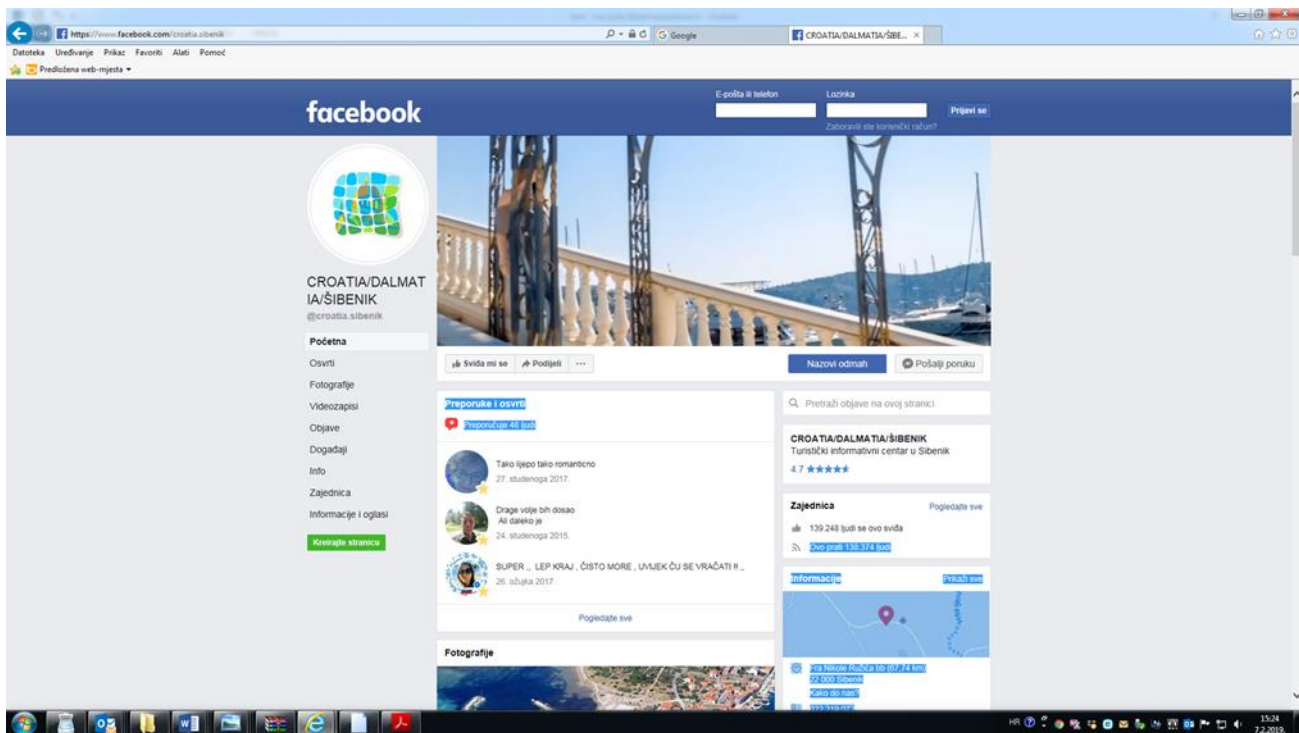 https://www.facebook.com/croatia.sibenik
Google
CROATIA/DALMATIA/ŠIBE...
Datoteka Uređivanje Prikaz Favoriti Alati Pomoć
Predložena web-mjesta
facebook
E-pošta ili telefon
Lozinka
Prijavi se
Zaboravili ste korisnički račun?
CROATIA/DALMAT
IA/ŠIBENIK
@croatia.sibenik
Početna
Osvrti
Fotografije
Videozapisi
Objave
Događaji
Info
Zajednica
Informacije i oglasi
Kreirajte stranicu
Sviđa mi se Podijeli ...
Nazovi odmah
Pošalji poruku
Preporuke i osvrti
Preporučuje 46 ljudi
Tako lijepo tako romanticno
27. studenoga 2017.
Drage volje bih dosao
Ali daleko je
24. studenoga 2015.
SUPER ,, LEP KRAJ , ČISTO MORE , UVIJEK ČU SE VRAČATI !! ,,
26. ožujka 2017.
Pogledajte sve
Fotografije
Pretraži objave na ovoj stranici
CROATIA/DALMATIA/ŠIBENIK
Turistički informativni centar u Sibenik
4.7
Zajednica
Pogledajte sve
139.248 ljudi se ovo sviđa
Ovo prati 138.374 ljudi
Informacije
Prikaži sve
Fra Nikole Ružića bb (67,74 km)
22 000 Sibenik
Kako do nas?
HR
15:24
7.2.2019.